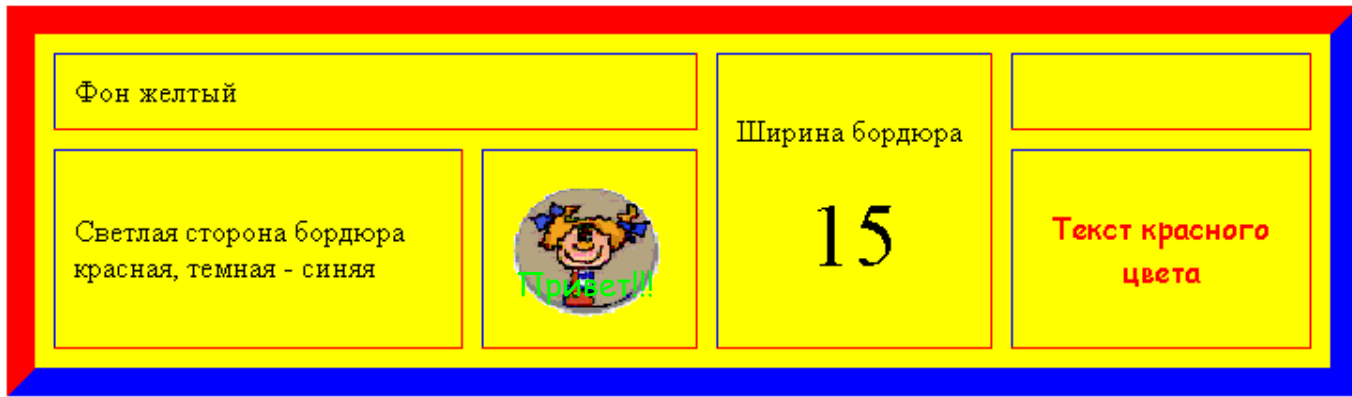 Фон желтый
Ширина бордюра
15
Светлая сторона бордюра
красная, темная - синяя
Привет!!!
Текст красного
цвета